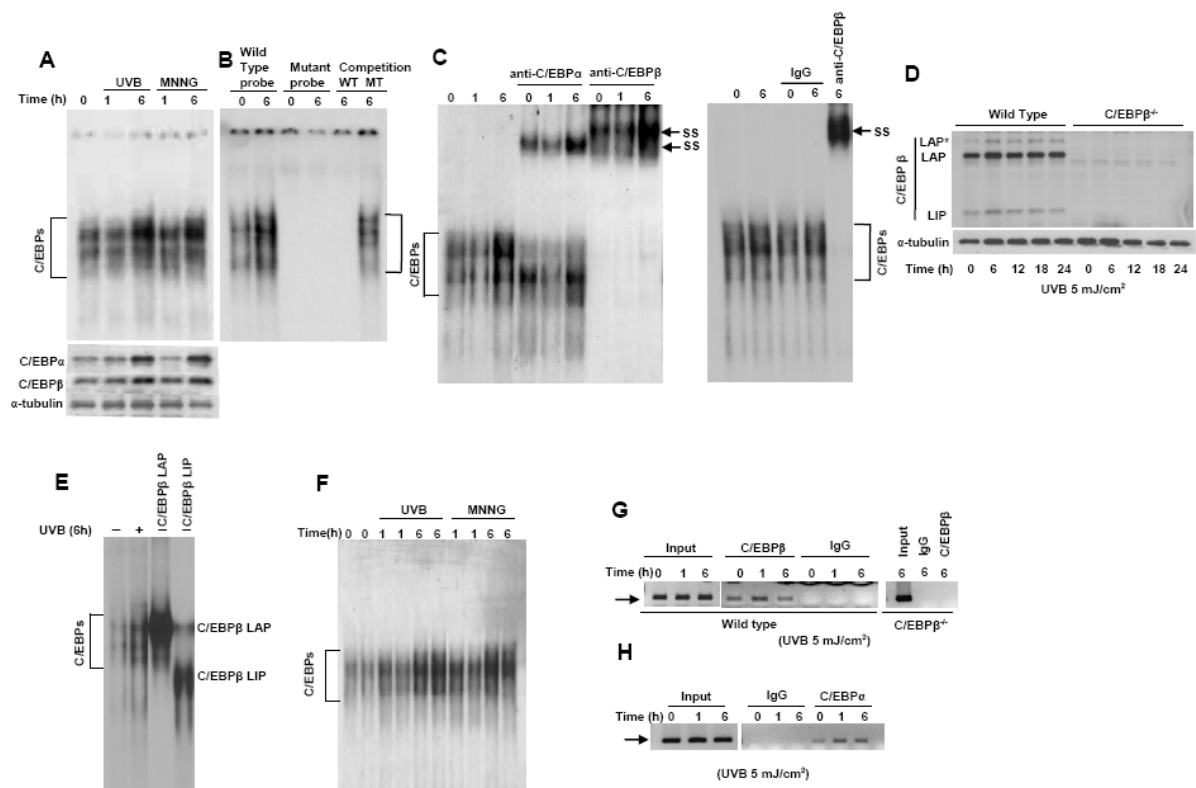 A
UVB MNNG
Time (h) 0 1 6 1 6
C/EBPs
C/EBPα
C/EBPβ
α-tubulin
B
Wild Type probe Mutant probe Competition WT MT
0 6 0 6 6 6
C
anti-C/EBPα anti-C/EBPβ
0 1 6 0 1 6 0 1 6
SS
SS
C/EBPs
IgG anti-C/EBPβ
0 6 0 6 6
SS
C/EBPs
D
Wild Type C/EBPβ-/-
C/EBP β
LAP*
LAP
LIP
α-tubulin
Time (h) 0 6 12 18 24 0 6 12 18 24
UVB 5 mJ/cm²
E
UVB (6h) – + IC/EBPβ LAP IC/EBPβ LIP
C/EBPs
C/EBPβ LAP
C/EBPβ LIP
F
UVB MNNG
Time(h) 0 0 1 1 6 6 1 1 6 6
C/EBPs
G
Input C/EBPβ IgG Input IgG C/EBPβ
Time (h) 0 1 6 0 1 6 0 1 6 6 6 6
Wild type C/EBPβ-/-
(UVB 5 mJ/cm²)
H
Input IgG C/EBPα
Time (h) 0 1 6 0 1 6 0 1 6
(UVB 5 mJ/cm²)